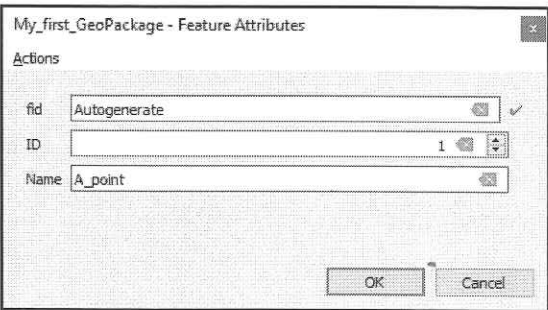 My_first_GeoPackage - Feature Attributes
Actions
fid Autogenerate
ID 1
Name A_point
OK Cancel